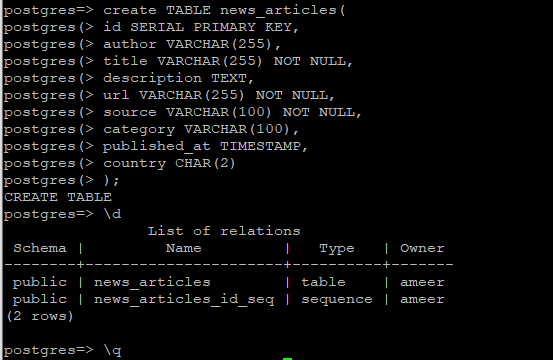 postgres=> create TABLE news_articles(
postgres(> id SERIAL PRIMARY KEY,
postgres(> author VARCHAR(255),
postgres(> title VARCHAR(255) NOT NULL,
postgres(> description TEXT,
postgres(> url VARCHAR(255) NOT NULL,
postgres(> source VARCHAR(100) NOT NULL,
postgres(> category VARCHAR(100),
postgres(> published_at TIMESTAMP,
postgres(> country CHAR(2)
postgres(> );
CREATE TABLE
postgres=> \d
                 List of relations
 Schema |         Name          |   Type   | Owner
--------+-----------------------+----------+-------
 public | news_articles         | table    | ameer
 public | news_articles_id_seq  | sequence | ameer
(2 rows)
postgres=> \q